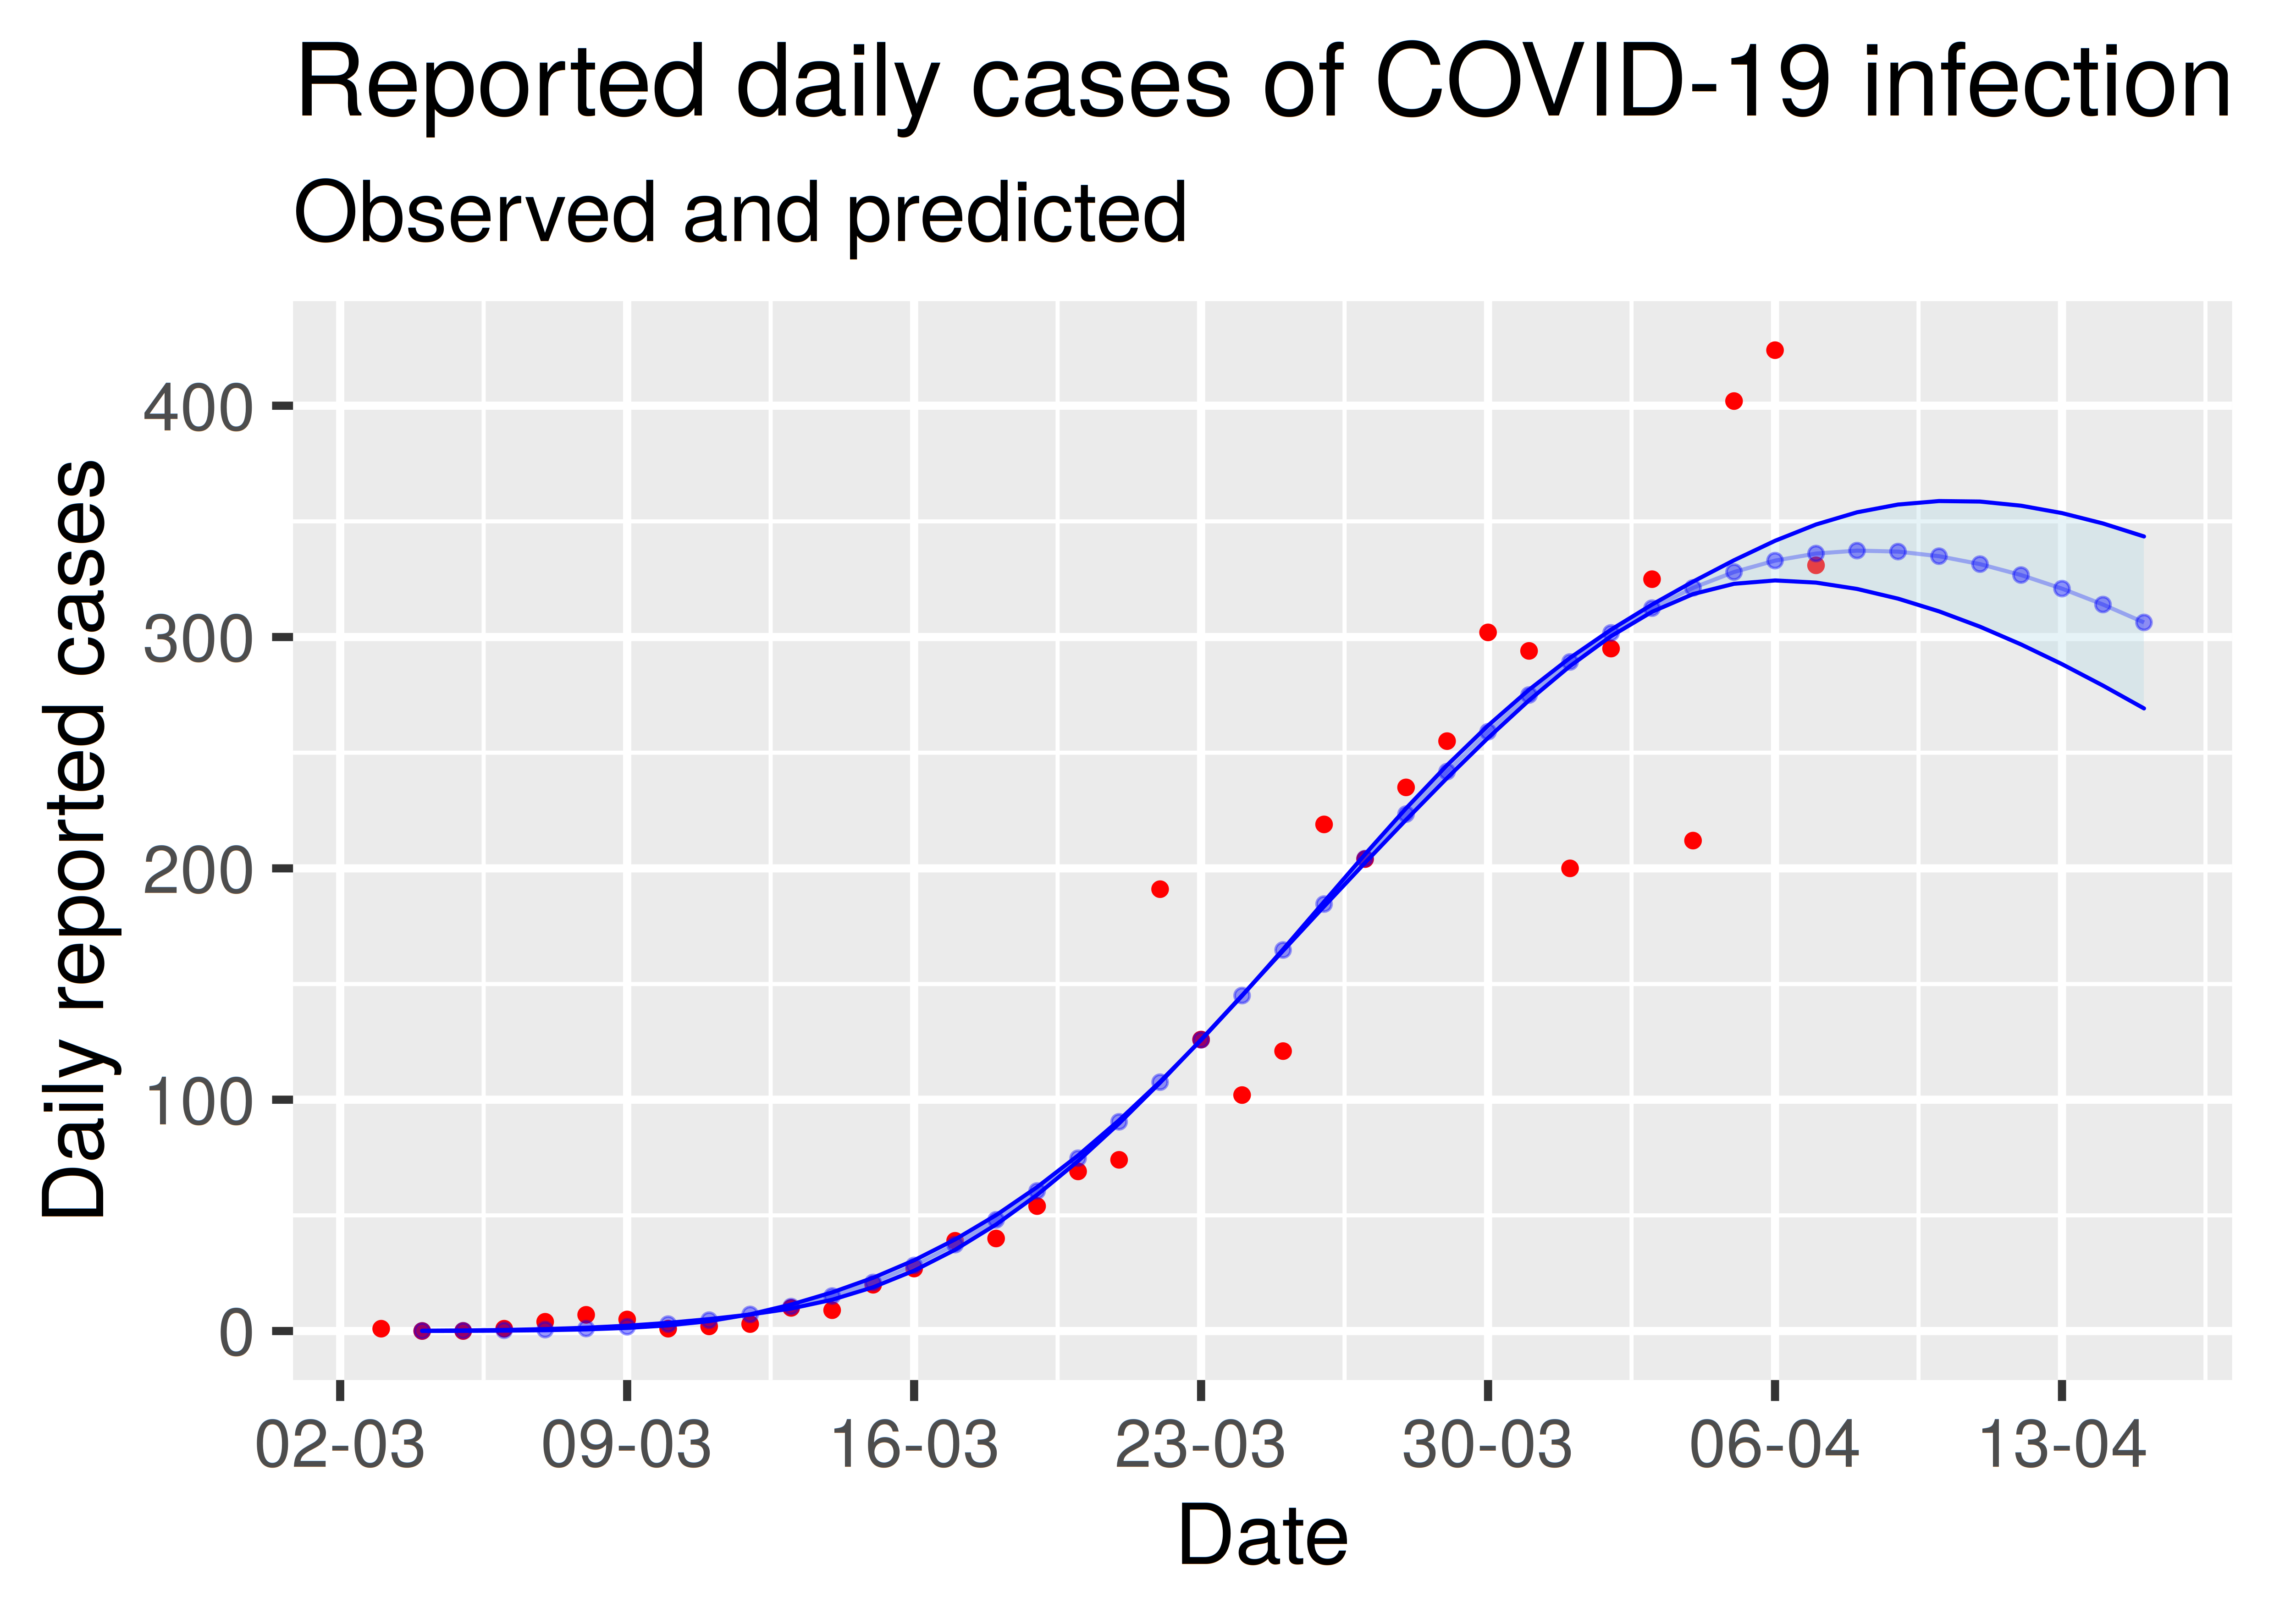 Reported daily cases of COVID-19 infection
Observed and predicted
Daily reported cases
400
300
200
100
0
02-03 09-03 16-03 23-03 30-03 06-04 13-04
Date